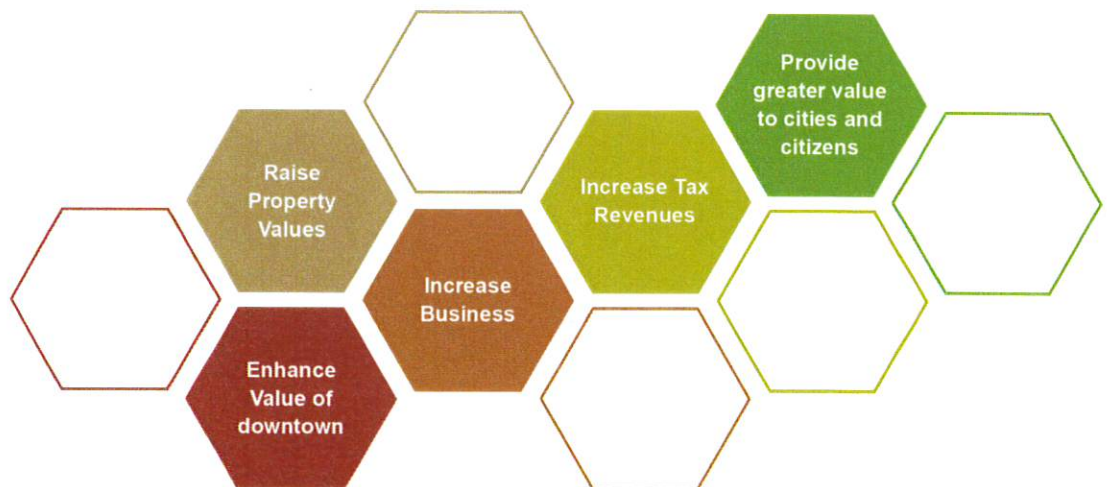 Provide
greater value
to cities and
citizens
Raise
Property
Values
Increase Tax
Revenues
Increase
Business
Enhance
Value of
downtown